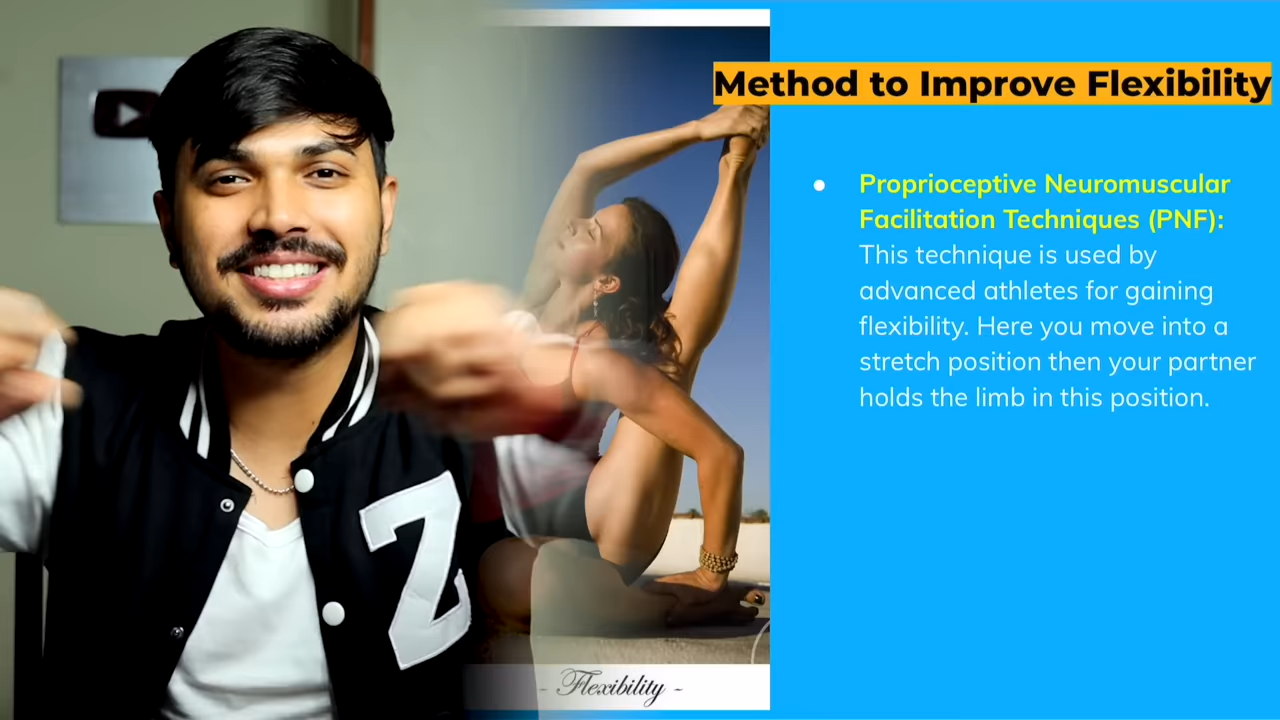 Method to Improve Flexibility
● Proprioceptive Neuromuscular
Facilitation Techniques (PNF):
This technique is used by
advanced athletes for gaining
flexibility. Here you move into a
stretch position then your partner
holds the limb in this position.
Z
- Flexibility -